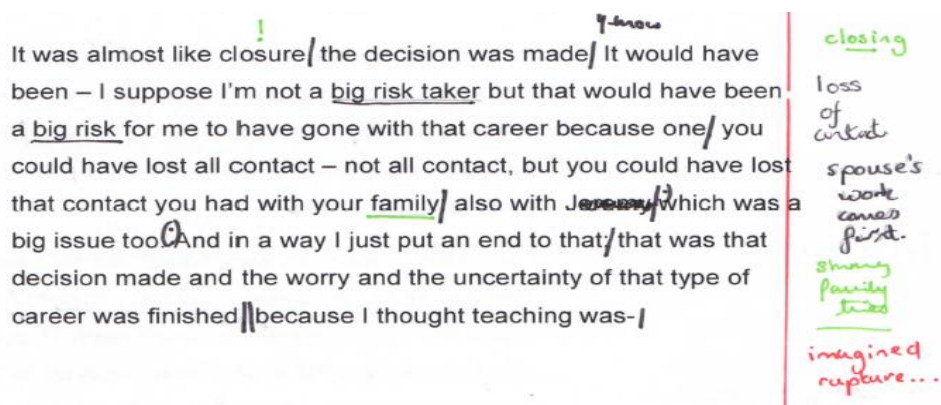 It was almost like closure/ the decision was made/ It would have
been – I suppose I'm not a big risk taker but that would have been
a big risk for me to have gone with that career because one/ you
could have lost all contact – not all contact, but you could have lost
that contact you had with your family/ also with which was a
big issue too. And in a way I just put an end to that;/ that was that
decision made and the worry and the uncertainty of that type of
career was finished|| because I thought teaching was-/
closing
loss
of
contact
spouse's
work
comes
first.
strong
family
ties
imagined
rupture...